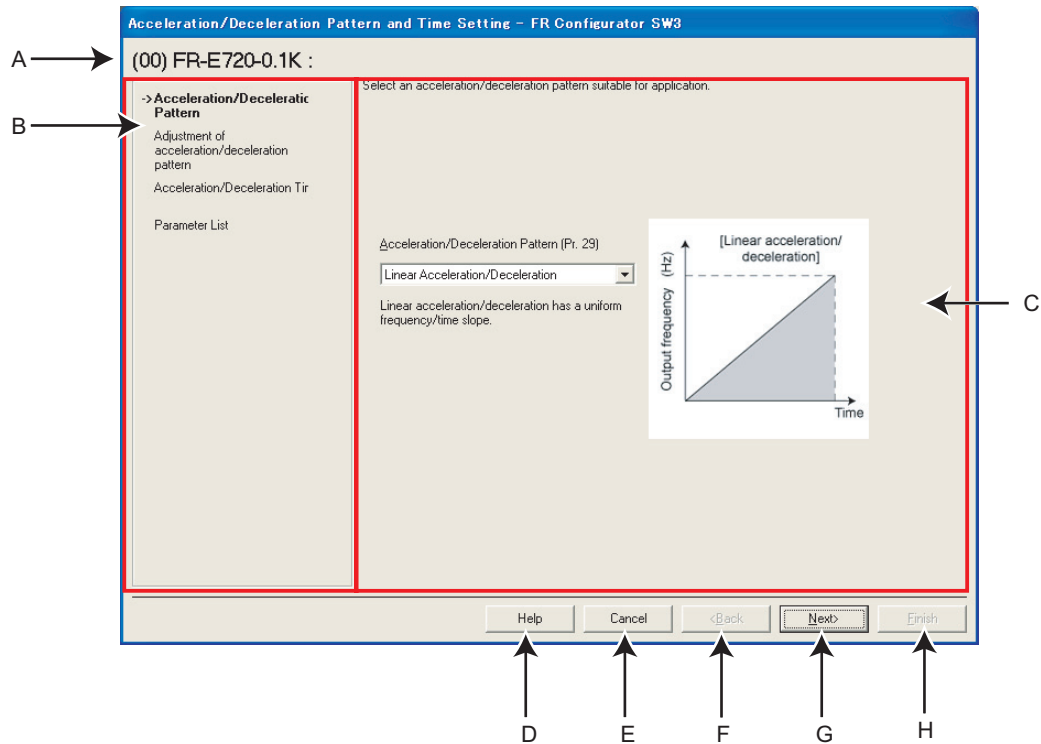 Acceleration/Deceleration Pattern and Time Setting - FR Configurator SW3
A
(00) FR-E720-0.1K :
B
->Acceleration/Deceleratic
Pattern
Adjustment of
acceleration/deceleration
pattern
Acceleration/Deceleration Tir
Parameter List
Select an acceleration/deceleration pattern suitable for application.
Acceleration/Deceleration Pattern (Pr. 29)
Linear Acceleration/Deceleration
Linear acceleration/deceleration has a uniform
frequency/time slope.
[Linear acceleration/
deceleration]
Output frequency (Hz)
Time
C
Help
Cancel
<Back
Next>
Finish
D
E
F
G
H